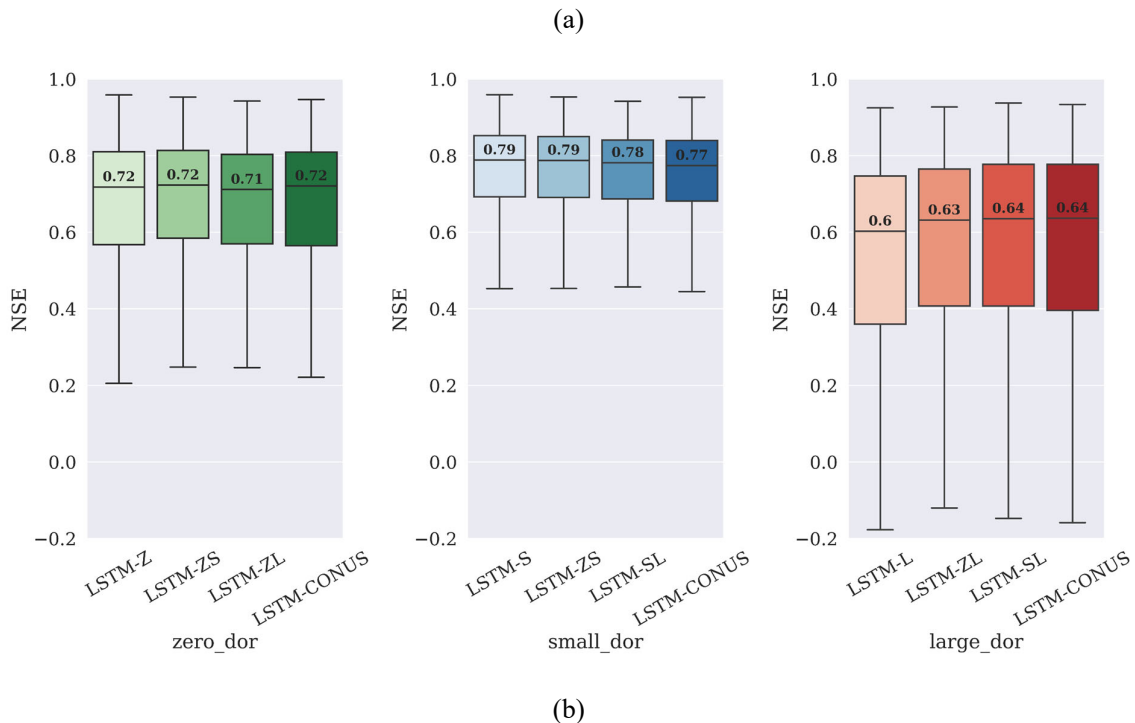 (a)
1.0
0.8
0.6
0.4
0.2
0.0
−0.2
NSE
0.72
0.72
0.71
0.72
LSTM-Z
LSTM-ZS
LSTM-ZL
LSTM-CONUS
zero_dor
1.0
0.8
0.6
0.4
0.2
0.0
−0.2
NSE
0.79
0.79
0.78
0.77
LSTM-S
LSTM-ZS
LSTM-SL
LSTM-CONUS
small_dor
1.0
0.8
0.6
0.4
0.2
0.0
−0.2
NSE
0.6
0.63
0.64
0.64
LSTM-L
LSTM-ZL
LSTM-SL
LSTM-CONUS
large_dor
(b)